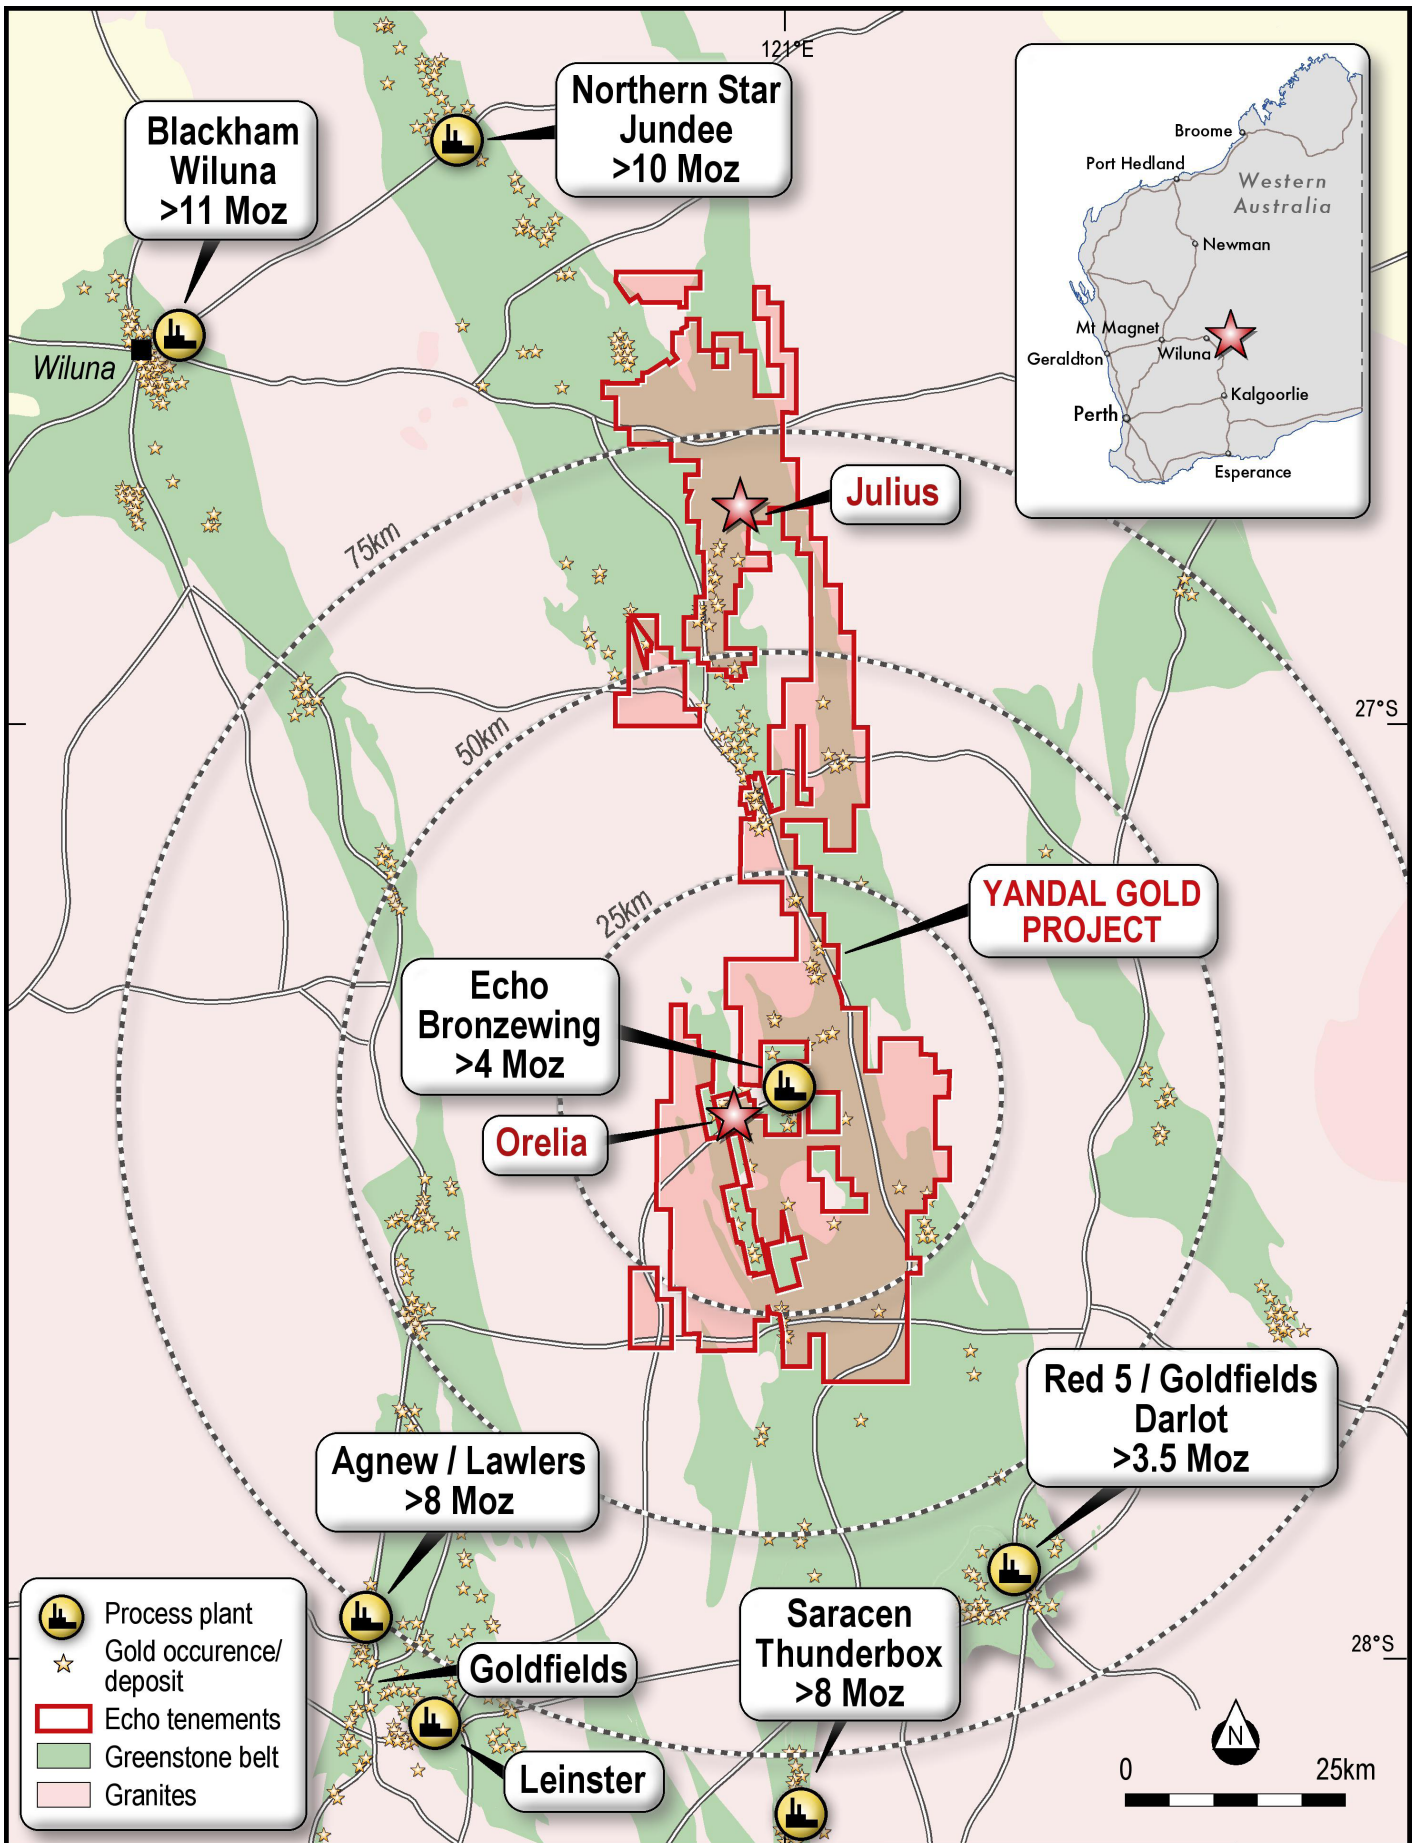 121°E
Northern Star
Jundee
>10 Moz
Blackham
Wiluna
>11 Moz
Wiluna
Broome
Port Hedland
Western
Australia
Newman
Mt Magnet
Wiluna
Geraldton
Kalgoorlie
Perth
Esperance
Julius
75km
50km
25km
27°S
YANDAL GOLD
PROJECT
Echo
Bronzewing
>4 Moz
Orelia
Red 5 / Goldfields
Darlot
>3.5 Moz
Agnew / Lawlers
>8 Moz
Saracen
Thunderbox
>8 Moz
Goldfields
Leinster
28°S
Process plant
Gold occurence/
deposit
Echo tenements
Greenstone belt
Granites
N
0 25km